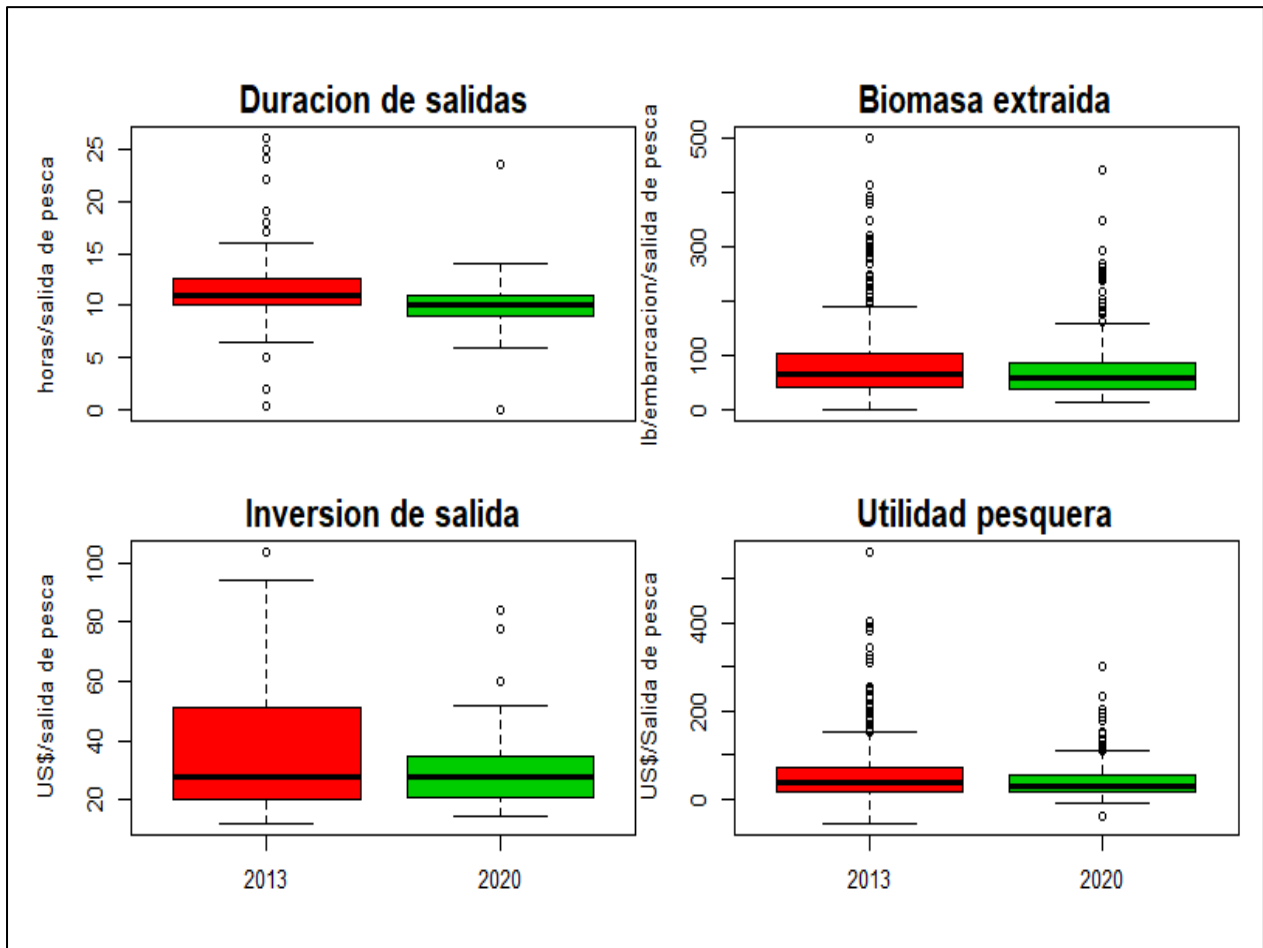 Duracion de salidas
horas/salida de pesca
0
5
10
15
20
25
Biomasa extraida
lb/embarcacion/salida de pesca
0
100
300
500
Inversion de salida
US$/salida de pesca
20
40
60
80
100
2013
2020
Utilidad pesquera
US$/Salida de pesca
0
200
400
2013
2020